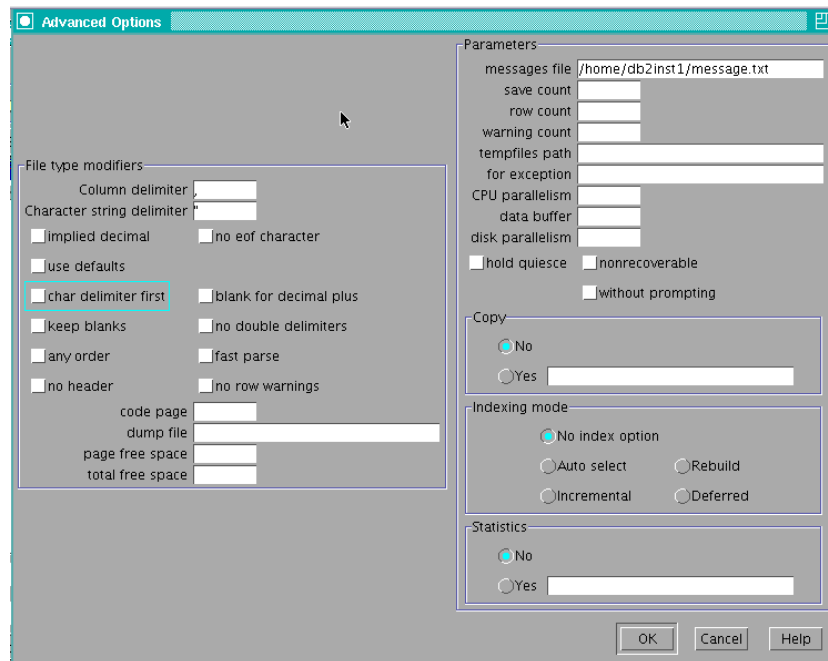 Advanced Options
Parameters
messages file /home/db2inst1/message.txt
save count
row count
warning count
tempfiles path
for exception
CPU parallelism
data buffer
disk parallelism
hold quiesce nonrecoverable
without prompting
File type modifiers
Column delimiter ,
Character string delimiter "
implied decimal no eof character
use defaults
char delimiter first blank for decimal plus
keep blanks no double delimiters
any order fast parse
no header no row warnings
code page
dump file
page free space
total free space
Copy
No
Yes
Indexing mode
No index option
Auto select Rebuild
Incremental Deferred
Statistics
No
Yes
OK Cancel Help